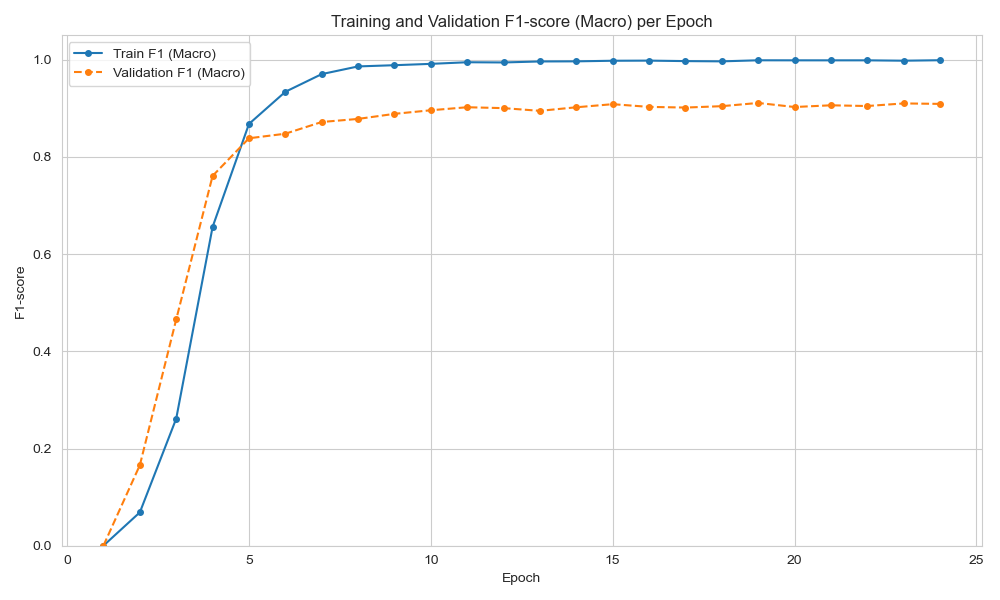 Training and Validation F1-score (Macro) per Epoch
Train F1 (Macro)
Validation F1 (Macro)
1.0
0.8
0.6
0.4
0.2
0.0
F1-score
0 5 10 15 20 25
Epoch